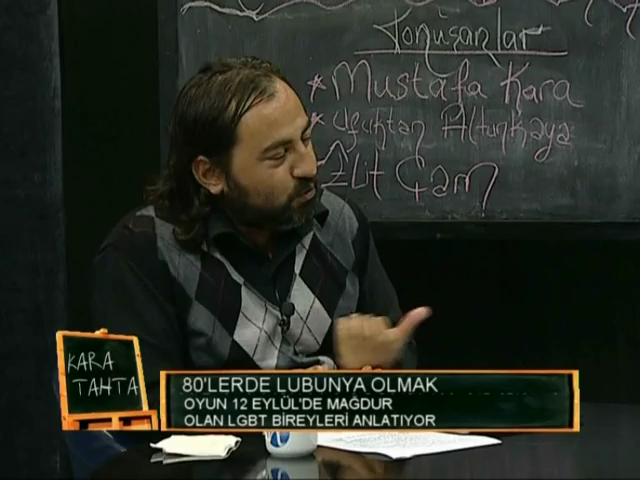 Konuşanlar
* Mustafa Kara
* Ufuktan Altunkaya
* Elit Çam
KARA
TAHTA
80'LERDE LUBUNYA OLMAK
OYUN 12 EYLÜL'DE MAĞDUR
OLAN LGBT BİREYLERİ ANLATIYOR